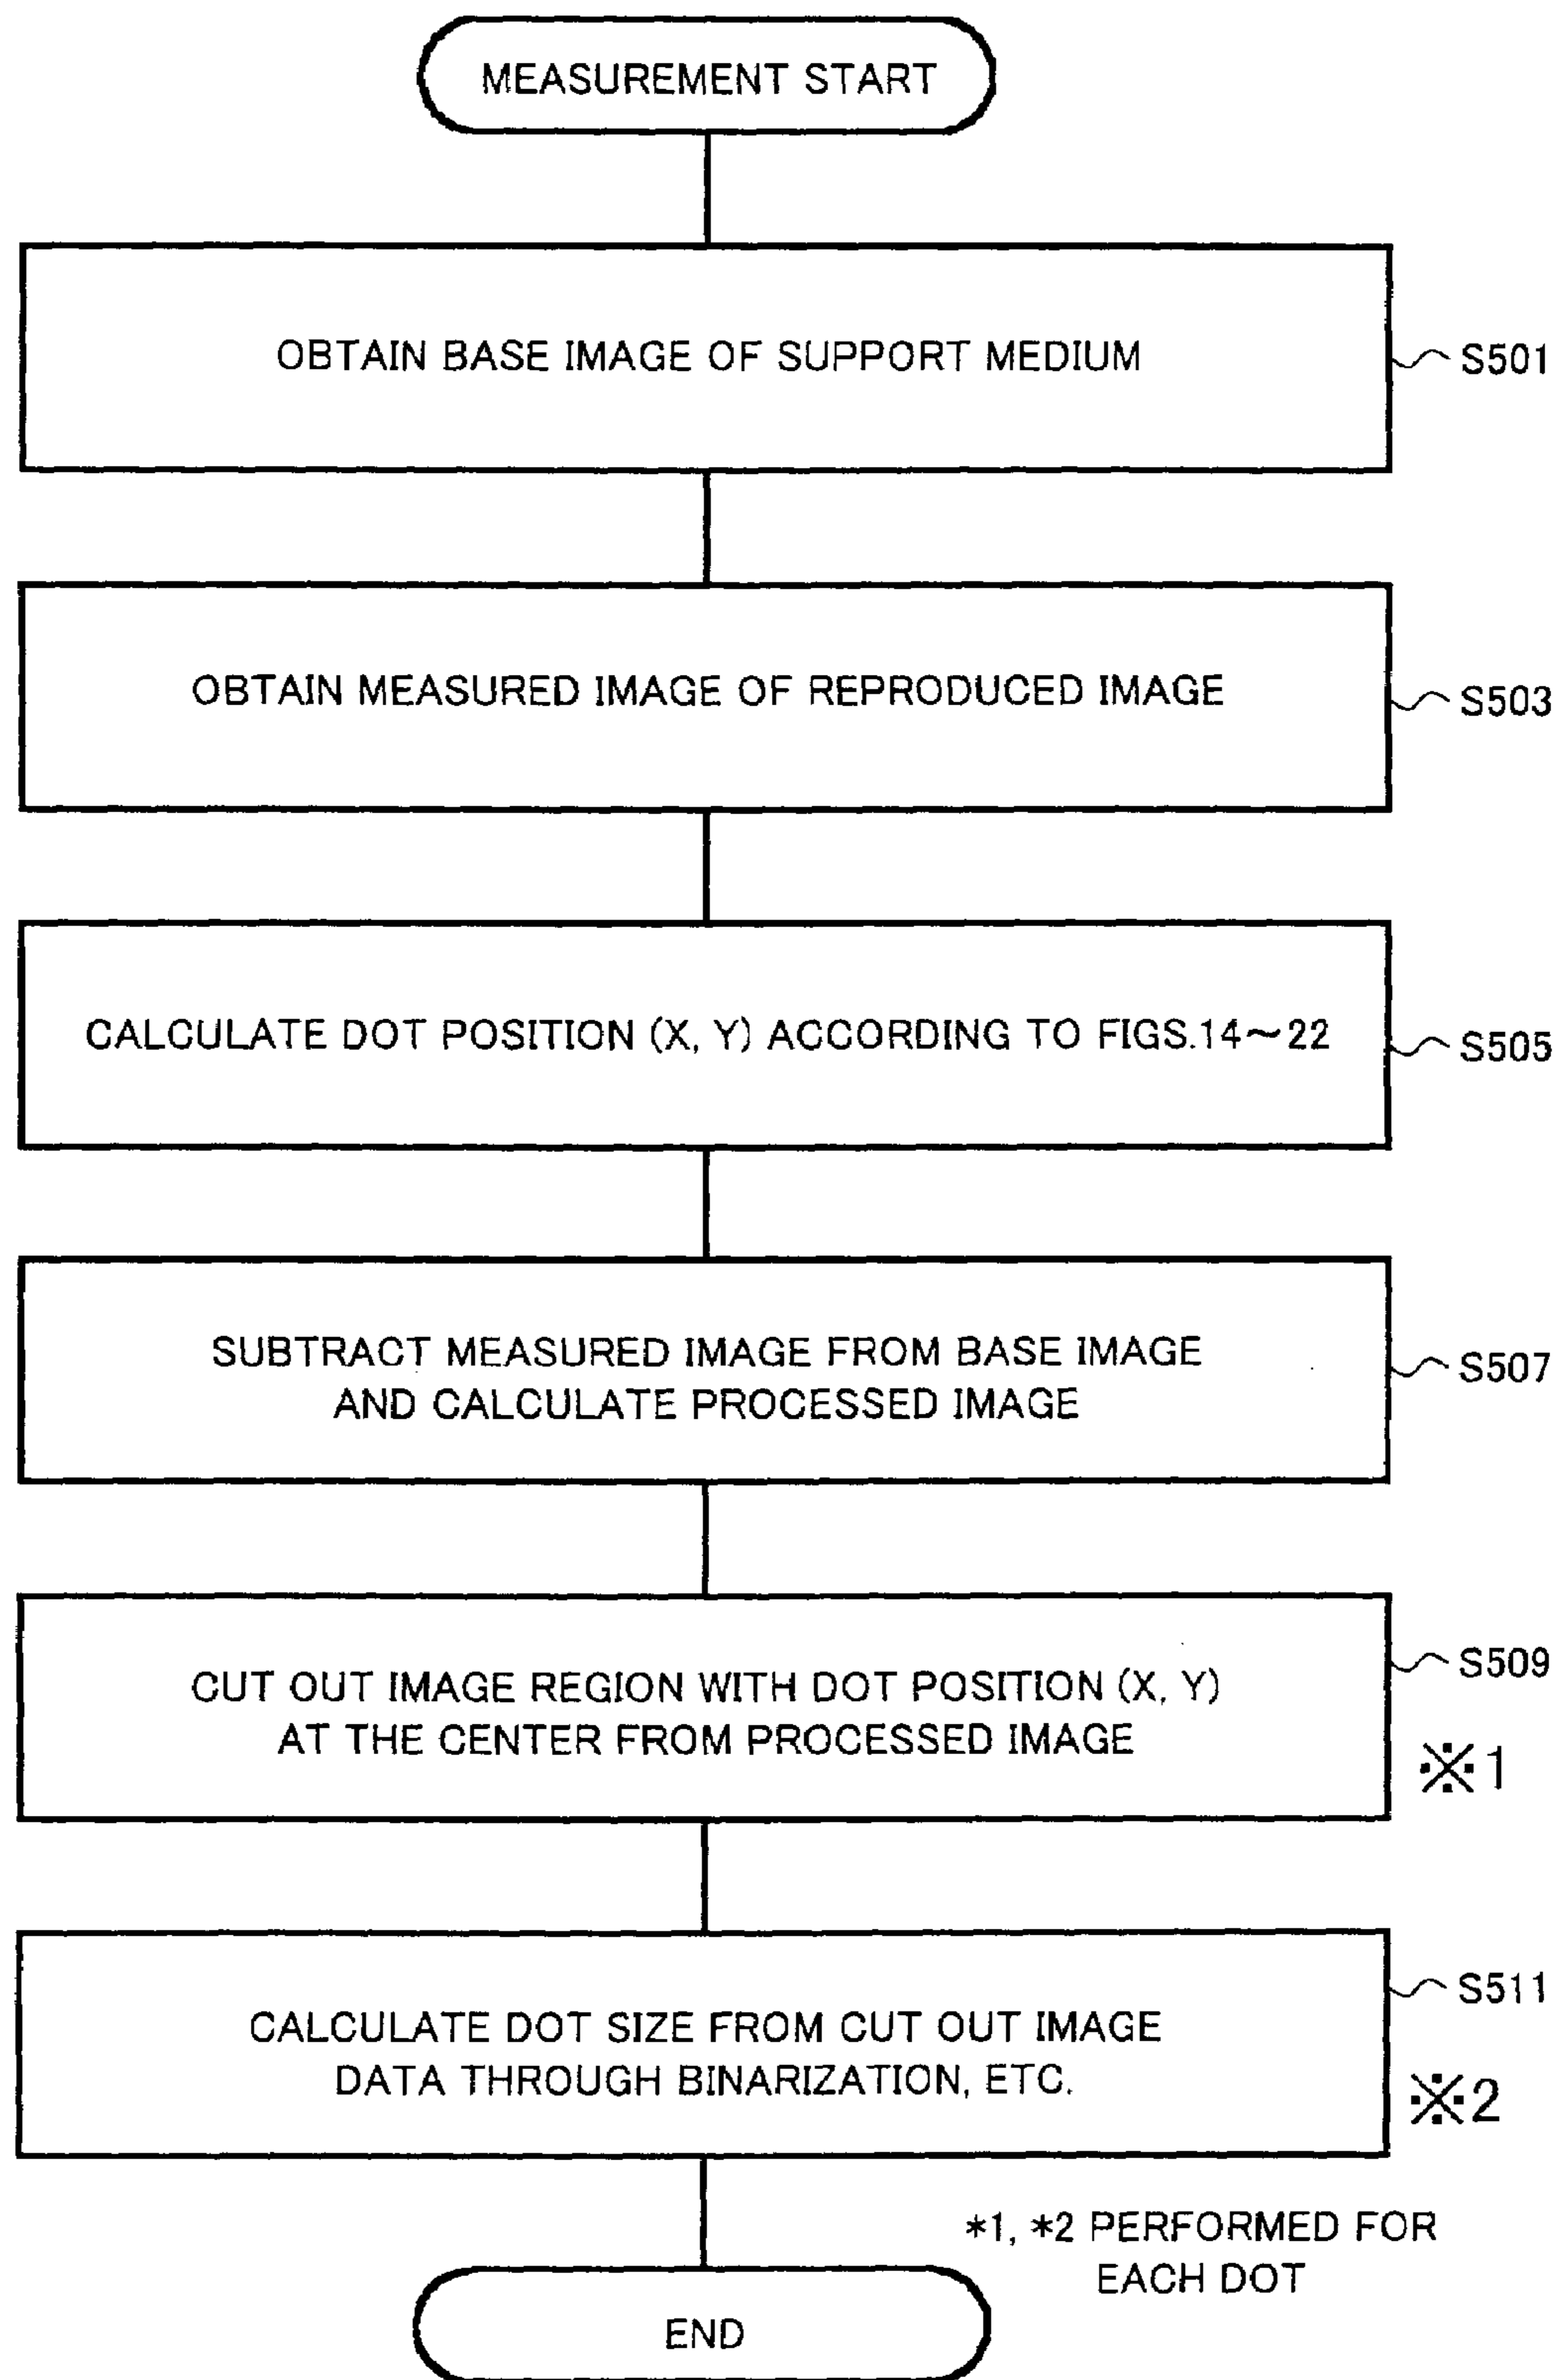 MEASUREMENT START
OBTAIN BASE IMAGE OF SUPPORT MEDIUM
S501
OBTAIN MEASURED IMAGE OF REPRODUCED IMAGE
S503
CALCULATE DOT POSITION (X, Y) ACCORDING TO FIGS.14～22
S505
SUBTRACT MEASURED IMAGE FROM BASE IMAGE
AND CALCULATE PROCESSED IMAGE
S507
CUT OUT IMAGE REGION WITH DOT POSITION (X, Y)
AT THE CENTER FROM PROCESSED IMAGE
S509
※1
CALCULATE DOT SIZE FROM CUT OUT IMAGE
DATA THROUGH BINARIZATION, ETC.
S511
※2
*1, *2 PERFORMED FOR
EACH DOT
END